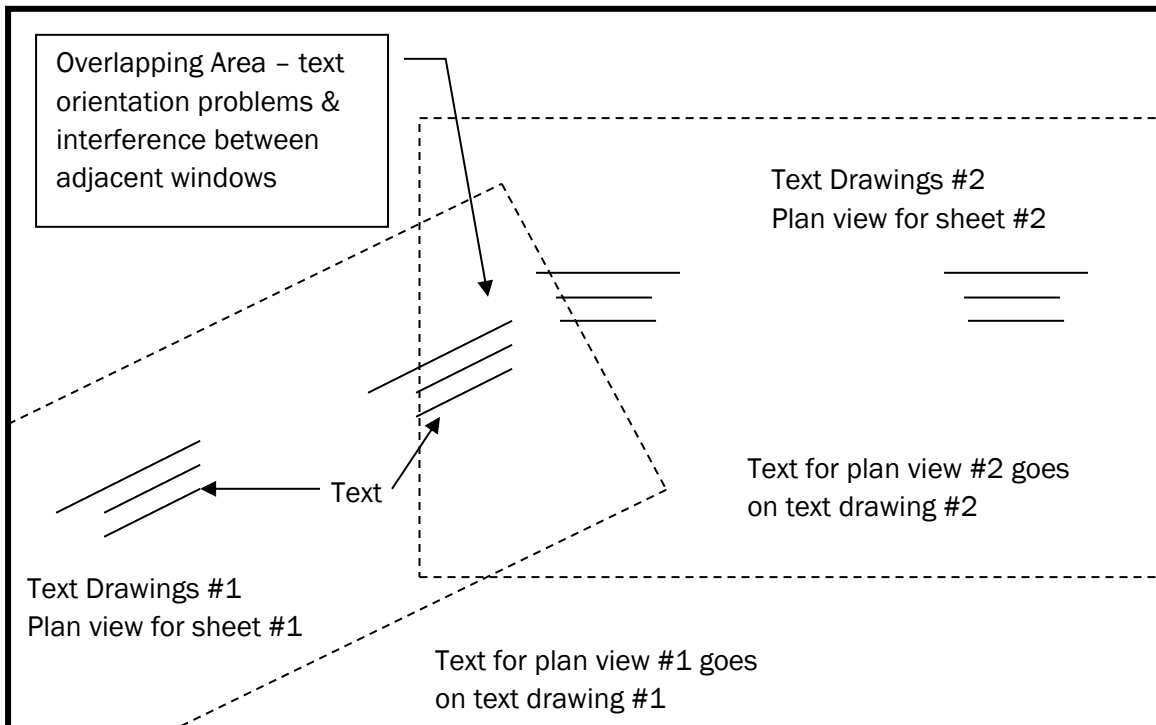 Overlapping Area – text
orientation problems &
interference between
adjacent windows
Text Drawings #2
Plan view for sheet #2
Text for plan view #2 goes
on text drawing #2
Text
Text Drawings #1
Plan view for sheet #1
Text for plan view #1 goes
on text drawing #1